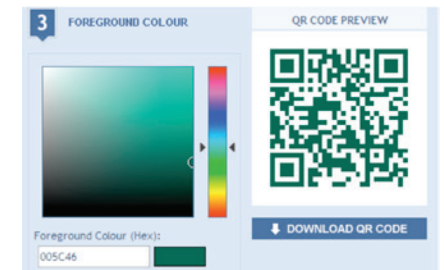 3 FOREGROUND COLOUR
QR CODE PREVIEW
Foreground Colour (Hex):
005C46
DOWNLOAD QR CODE